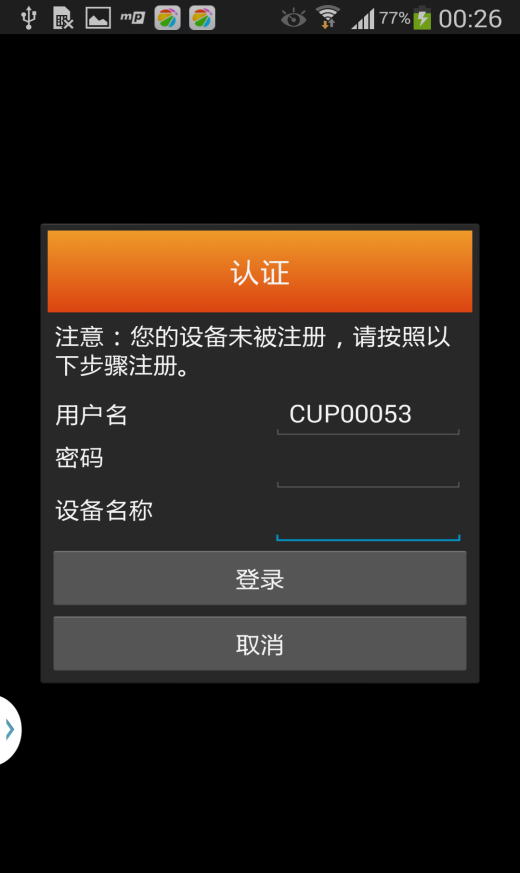 mP 77% 00:26
认证
注意：您的设备未被注册，请按照以
下步骤注册。
用户名 CUP00053
密码
设备名称
登录
取消